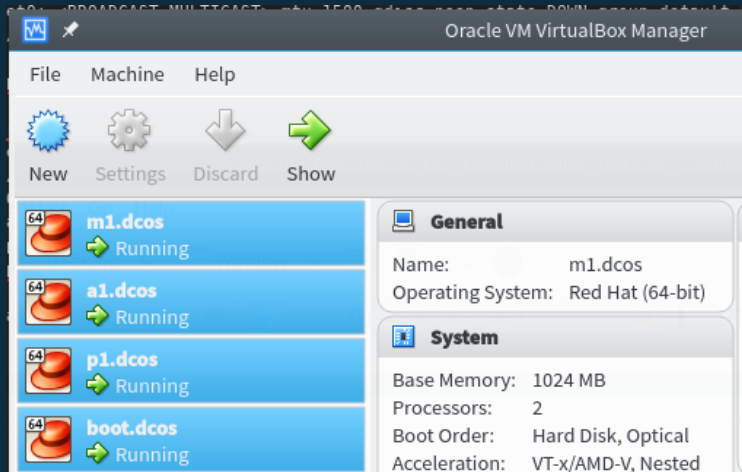 Oracle VM VirtualBox Manager
File Machine Help
New Settings Discard Show
64 m1.dcos
Running
64 a1.dcos
Running
64 p1.dcos
Running
64 boot.dcos
Running
General
Name: m1.dcos
Operating System: Red Hat (64-bit)
System
Base Memory: 1024 MB
Processors: 2
Boot Order: Hard Disk, Optical
Acceleration: VT-x/AMD-V, Nested